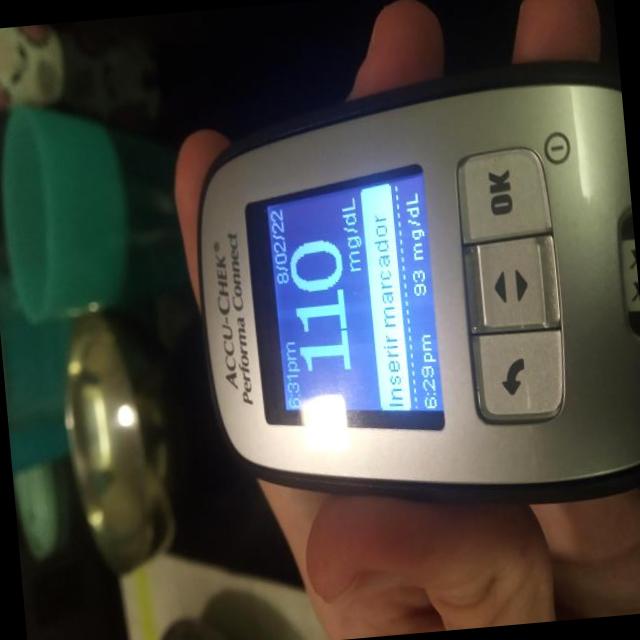 ACCU-CHEK®
Performa Connect
6:31pm 8/02/22
110 mg/dL
Inserir marcador
6:29pm 93 mg/dL
OK